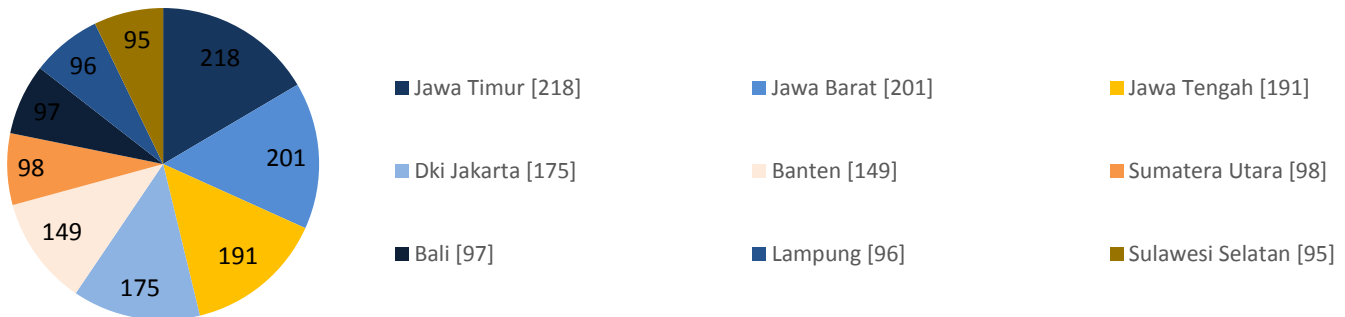 95
218
96
97
201
98
149
191
175
Jawa Timur [218]
Jawa Barat [201]
Jawa Tengah [191]
Dki Jakarta [175]
Banten [149]
Sumatera Utara [98]
Bali [97]
Lampung [96]
Sulawesi Selatan [95]